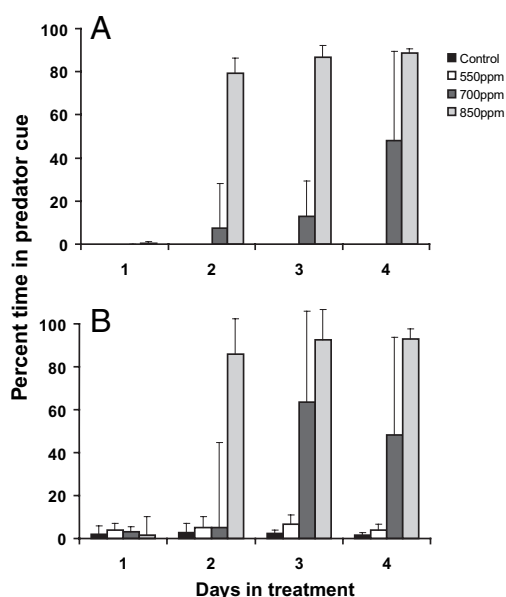 A
100
80
60
40
20
0
1 2 3 4
Control
550ppm
700ppm
850ppm
Percent time in predator cue
B
100
80
60
40
20
0
1 2 3 4
Days in treatment